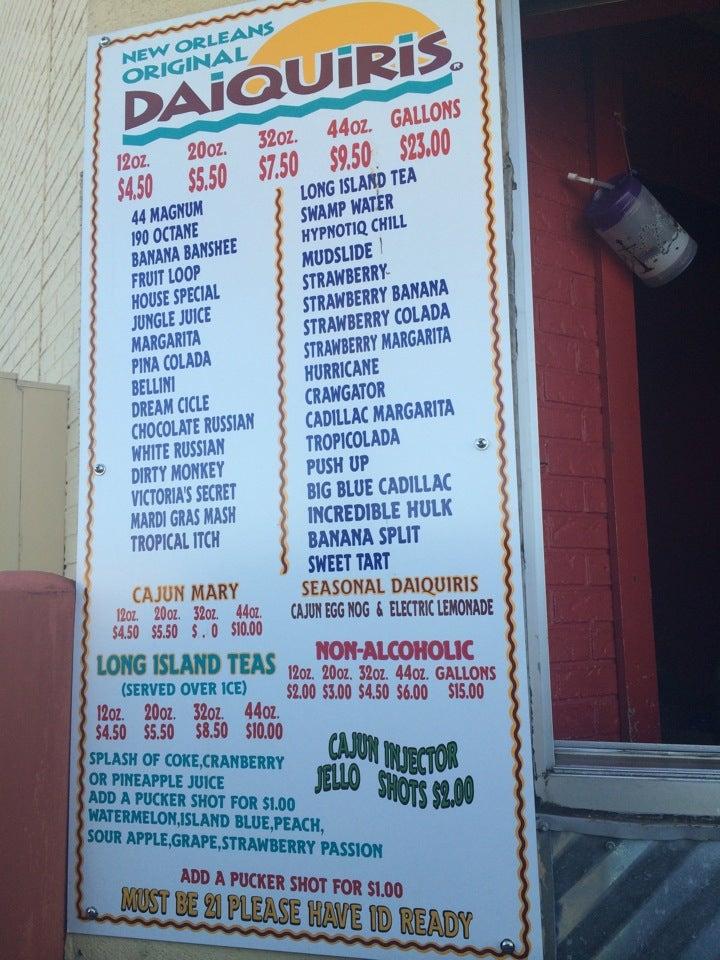 NEW ORLEANS
ORIGINAL
DAIQUIRIS®
12oz. 20oz. 32oz. 44oz. GALLONS
$4.50 $5.50 $7.50 $9.50 $23.00
44 MAGNUM
190 OCTANE
BANANA BANSHEE
FRUIT LOOP
HOUSE SPECIAL
JUNGLE JUICE
MARGARITA
PINA COLADA
BELLINI
DREAM CICLE
CHOCOLATE RUSSIAN
WHITE RUSSIAN
DIRTY MONKEY
VICTORIA'S SECRET
MARDI GRAS MASH
TROPICAL ITCH
LONG ISLAND TEA
SWAMP WATER
HYPNOTIQ CHILL
MUDSLIDE
STRAWBERRY
STRAWBERRY BANANA
STRAWBERRY COLADA
STRAWBERRY MARGARITA
HURRICANE
CRAWGATOR
CADILLAC MARGARITA
TROPICOLADA
PUSH UP
BIG BLUE CADILLAC
INCREDIBLE HULK
BANANA SPLIT
SWEET TART
CAJUN MARY
12oz. 20oz. 32oz. 44oz.
$4.50 $5.50 $ . 0 $10.00
SEASONAL DAIQUIRIS
CAJUN EGG NOG & ELECTRIC LEMONADE
LONG ISLAND TEAS
(SERVED OVER ICE)
12oz. 20oz. 32oz. 44oz.
$4.50 $5.50 $8.50 $10.00
SPLASH OF COKE,CRANBERRY
OR PINEAPPLE JUICE
ADD A PUCKER SHOT FOR $1.00
WATERMELON,ISLAND BLUE,PEACH,
SOUR APPLE,GRAPE,STRAWBERRY PASSION
NON-ALCOHOLIC
12oz. 20oz. 32oz. 44oz. GALLONS
$2.00 $3.00 $4.50 $6.00 $15.00
CAJUN INJECTOR
JELLO SHOTS $2.00
ADD A PUCKER SHOT FOR $1.00
MUST BE 21 PLEASE HAVE ID READY